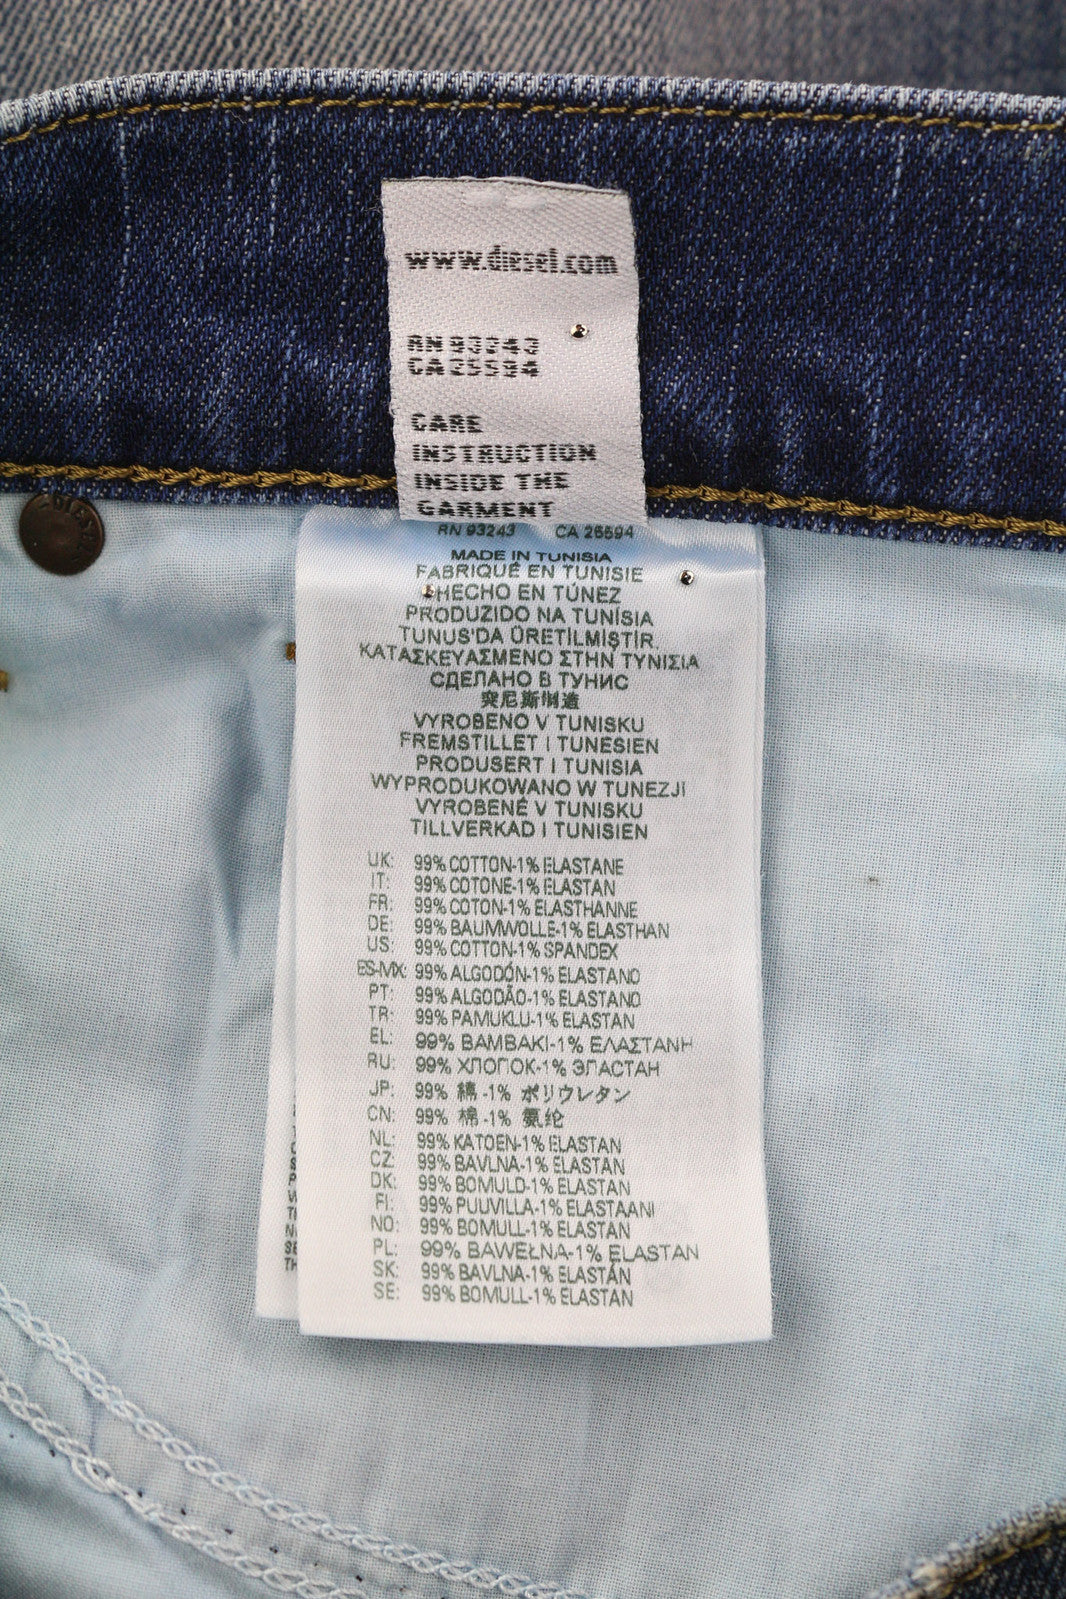 www.diesel.com
RN 93243
CA 25594
CARE
INSTRUCTION
INSIDE THE
GARMENT
RN 93243 CA 25594
MADE IN TUNISIA
FABRIQUÉ EN TUNISIE
HECHO EN TÚNEZ
PRODUZIDO NA TUNÍSIA
TUNUS'DA ÜRETİLMİŞTİR.
ΚΑΤΑΣΚΕΥΑΣΜΕΝΟ ΣΤΗΝ ΤΥΝΙΣΙΑ
СДЕЛАНО В ТУНИС
突尼斯制造
VYROBENO V TUNISKU
FREMSTILLET I TUNESIEN
PRODUSERT I TUNISIA
WYPRODUKOWANO W TUNEZJI
VYROBENÉ V TUNISKU
TILLVERKAD I TUNISIEN
UK: 99% COTTON-1% ELASTANE
IT: 99% COTONE-1% ELASTAN
FR: 99% COTON-1% ELASTHANNE
DE: 99% BAUMWOLLE-1% ELASTHAN
US: 99% COTTON-1% SPANDEX
ES-MX: 99% ALGODÓN-1% ELASTANO
PT: 99% ALGODÃO-1% ELASTANO
TR: 99% PAMUKLU-1% ELASTAN
EL: 99% ΒΑΜΒΑΚΙ-1% ΕΛΑΣΤΑΝΗ
RU: 99% ХЛОПОК-1% ЭЛАСТАН
JP: 99% 綿 -1% ポリウレタン
CN: 99% 棉 -1% 氨纶
NL: 99% KATOEN-1% ELASTAN
CZ: 99% BAVLNA-1% ELASTAN
DK: 99% BOMULD-1% ELASTAN
FI: 99% PUUVILLA-1% ELASTAANI
NO: 99% BOMULL-1% ELASTAN
PL: 99% BAWEŁNA-1% ELASTAN
SK: 99% BAVLNA-1% ELASTÁN
SE: 99% BOMULL-1% ELASTAN